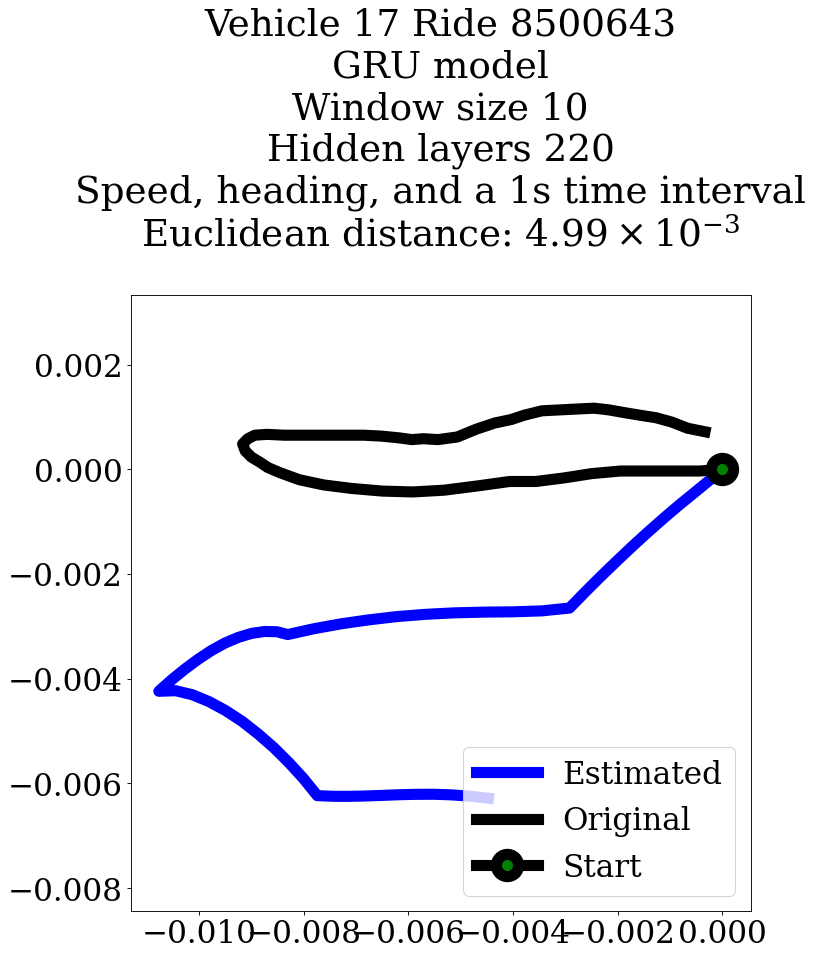 Vehicle 17 Ride 8500643
GRU model
Window size 10
Hidden layers 220
Speed, heading, and a 1s time interval
Euclidean distance: 4.99 × 10⁻³
0.002
0.000
−0.002
−0.004
−0.006
−0.008
Estimated
Original
Start
−0.010 −0.008 −0.006 −0.004 −0.002 0.000